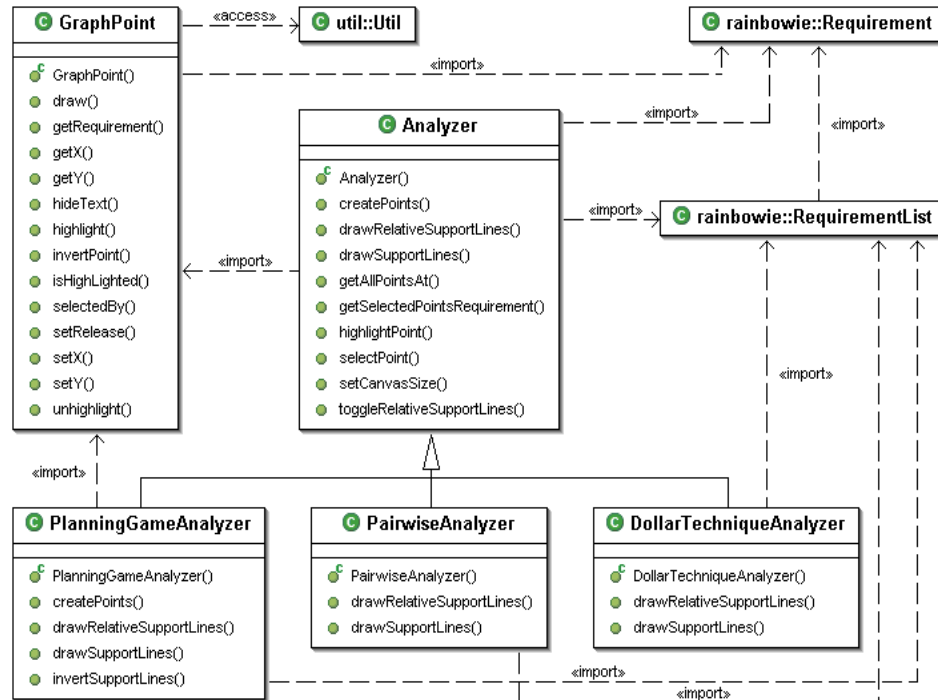 GraphPoint
GraphPoint()
draw()
getRequirement()
getX()
getY()
hideText()
highlight()
invertPoint()
isHighLighted()
selectedBy()
setRelease()
setX()
setY()
unhighlight()
«access»
util::Util
rainbowie::Requirement
«import»
Analyzer
Analyzer()
createPoints()
drawRelativeSupportLines()
drawSupportLines()
getAllPointsAt()
getSelectedPointsRequirement()
highlightPoint()
selectPoint()
setCanvasSize()
toggleRelativeSupportLines()
«import»
«import»
«import»
rainbowie::RequirementList
«import»
«import»
«import»
PlanningGameAnalyzer
PlanningGameAnalyzer()
createPoints()
drawRelativeSupportLines()
drawSupportLines()
invertSupportLines()
PairwiseAnalyzer
PairwiseAnalyzer()
drawRelativeSupportLines()
drawSupportLines()
DollarTechniqueAnalyzer
DollarTechniqueAnalyzer()
drawRelativeSupportLines()
drawSupportLines()
«import»
«import»